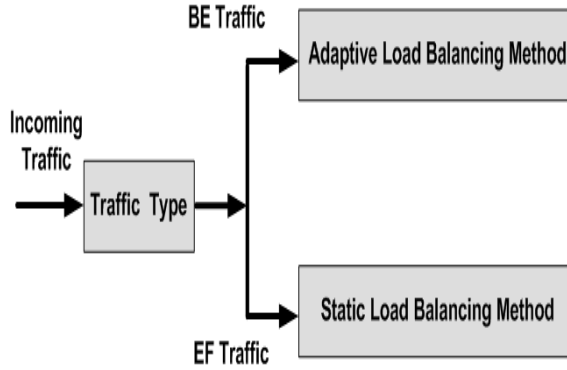 BE Traffic
Adaptive Load Balancing Method
Incoming
Traffic
Traffic Type
Static Load Balancing Method
EF Traffic